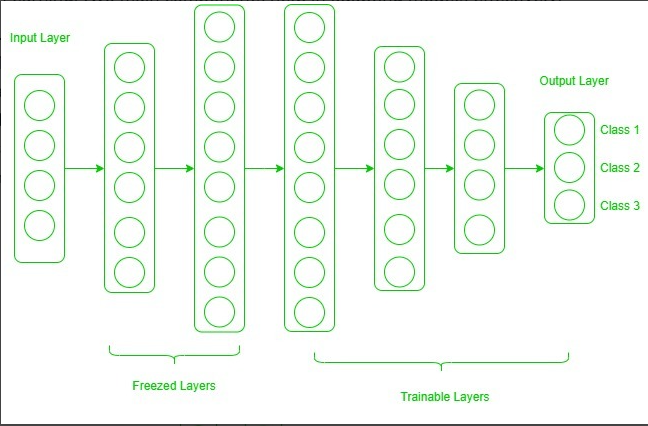 Input Layer
Output Layer
Class 1
Class 2
Class 3
Freezed Layers
Trainable Layers